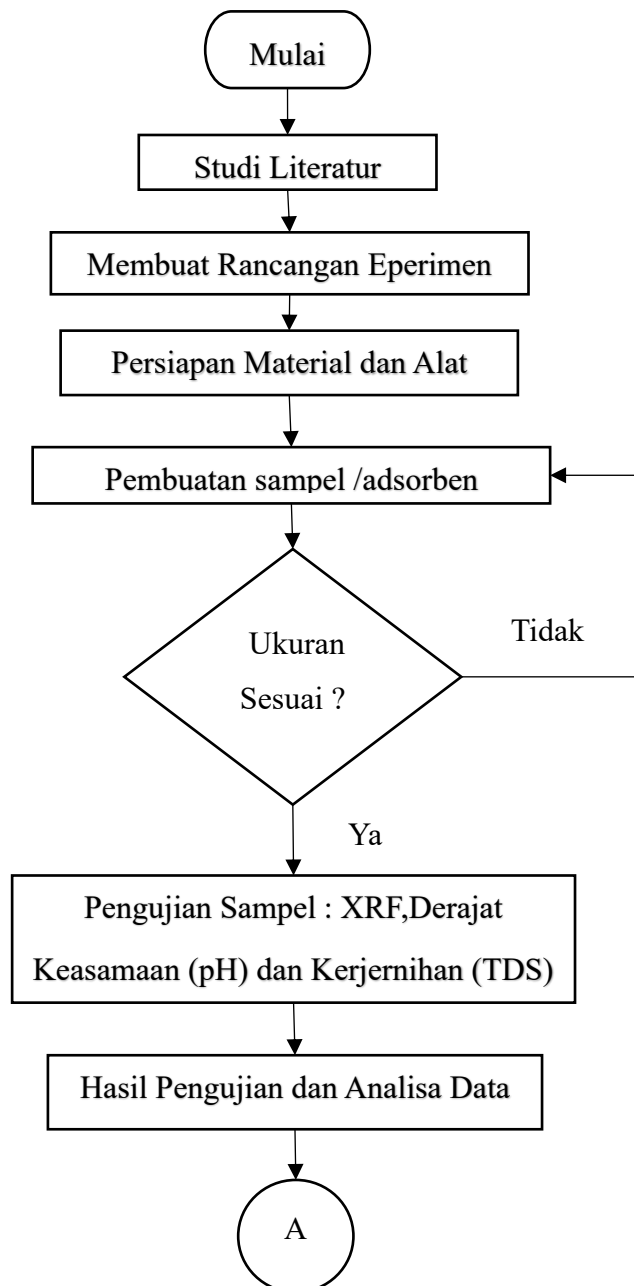 Mulai
Studi Literatur
Membuat Rancangan Eperimen
Persiapan Material dan Alat
Pembuatan sampel /adsorben
Ukuran
Sesuai ?
Tidak
Ya
Pengujian Sampel : XRF,Derajat
Keasamaan (pH) dan Kerjernihan (TDS)
Hasil Pengujian dan Analisa Data
A